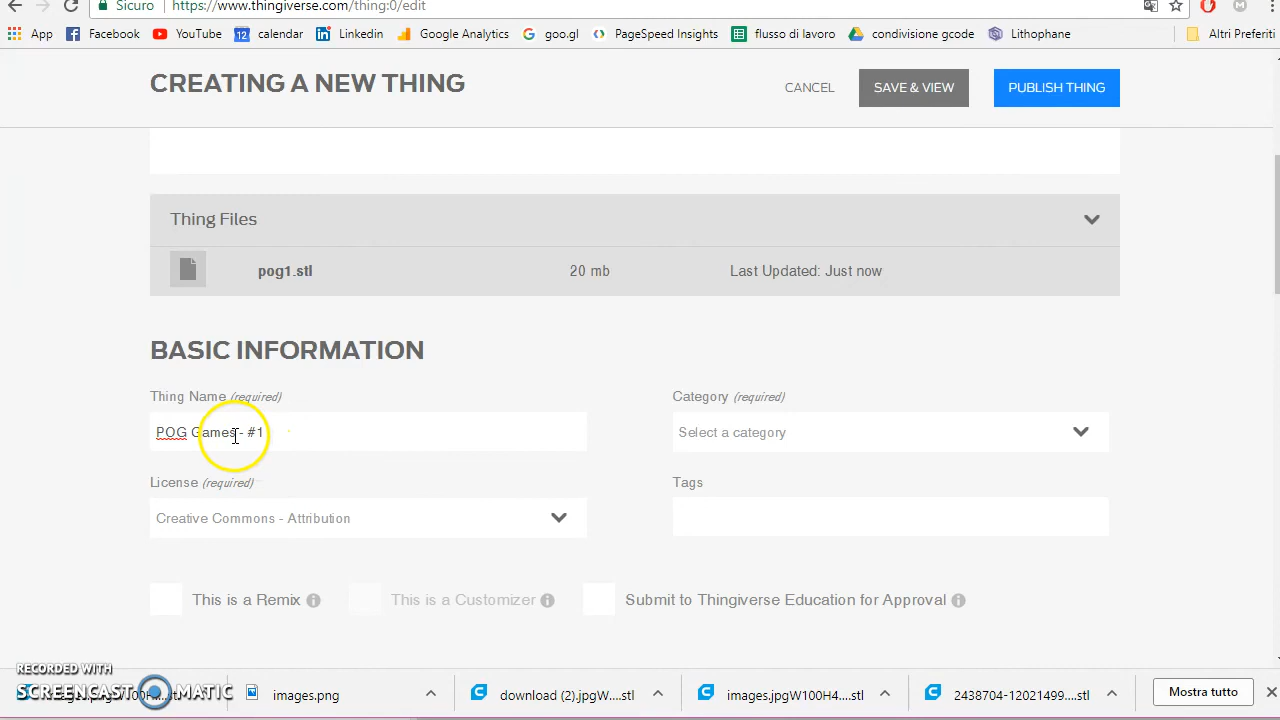 Sicuro https://www.thingiverse.com/thing:0/edit
App Facebook YouTube 12 calendar Linkedin Google Analytics goo.gl PageSpeed Insights flusso di lavoro condivisione gcode Lithophane Altri Preferiti
CREATING A NEW THING
CANCEL SAVE & VIEW PUBLISH THING
Thing Files
pog1.stl 20 mb Last Updated: Just now
BASIC INFORMATION
Thing Name (required) Category (required)
POG Games - #1 Select a category
License (required) Tags
Creative Commons - Attribution
This is a Remix This is a Customizer Submit to Thingiverse Education for Approval
RECORDED WITH
SCREENCAST MATIC
images.png download (2).jpgW....stl images.jpgW100H4....stl 2438704-12021499....stl Mostra tutto